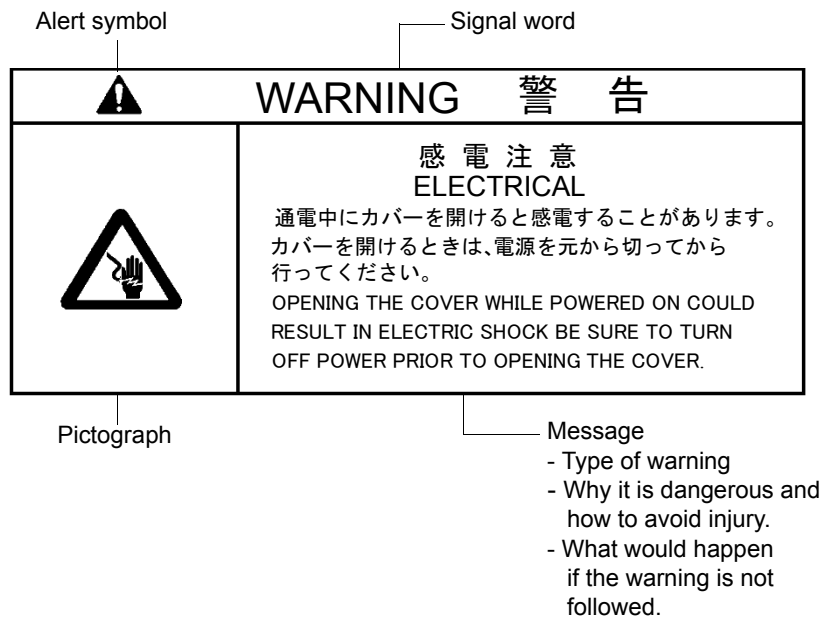 Alert symbol
Signal word
WARNING 警 告
感 電 注 意
ELECTRICAL
通電中にカバーを開けると感電することがあります。
カバーを開けるときは、電源を元から切ってから
行ってください。
OPENING THE COVER WHILE POWERED ON COULD
RESULT IN ELECTRIC SHOCK BE SURE TO TURN
OFF POWER PRIOR TO OPENING THE COVER.
Pictograph
Message
- Type of warning
- Why it is dangerous and
how to avoid injury.
- What would happen
if the warning is not
followed.